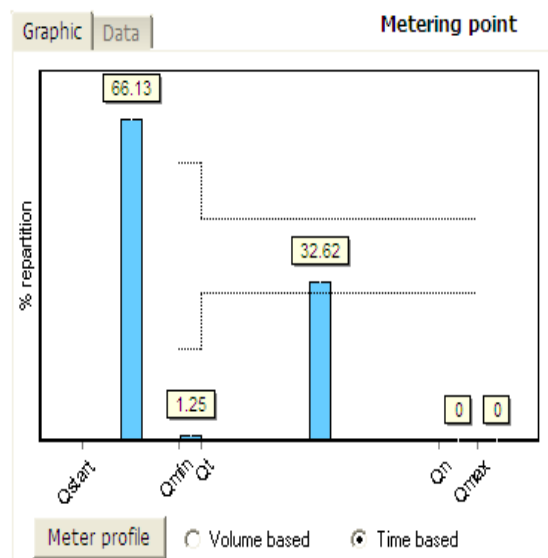 Graphic Data Metering point
66.13
32.62
1.25
0 0
% repartition
Qstart Qmin Qt Qn Qmax
Meter profile Volume based Time based